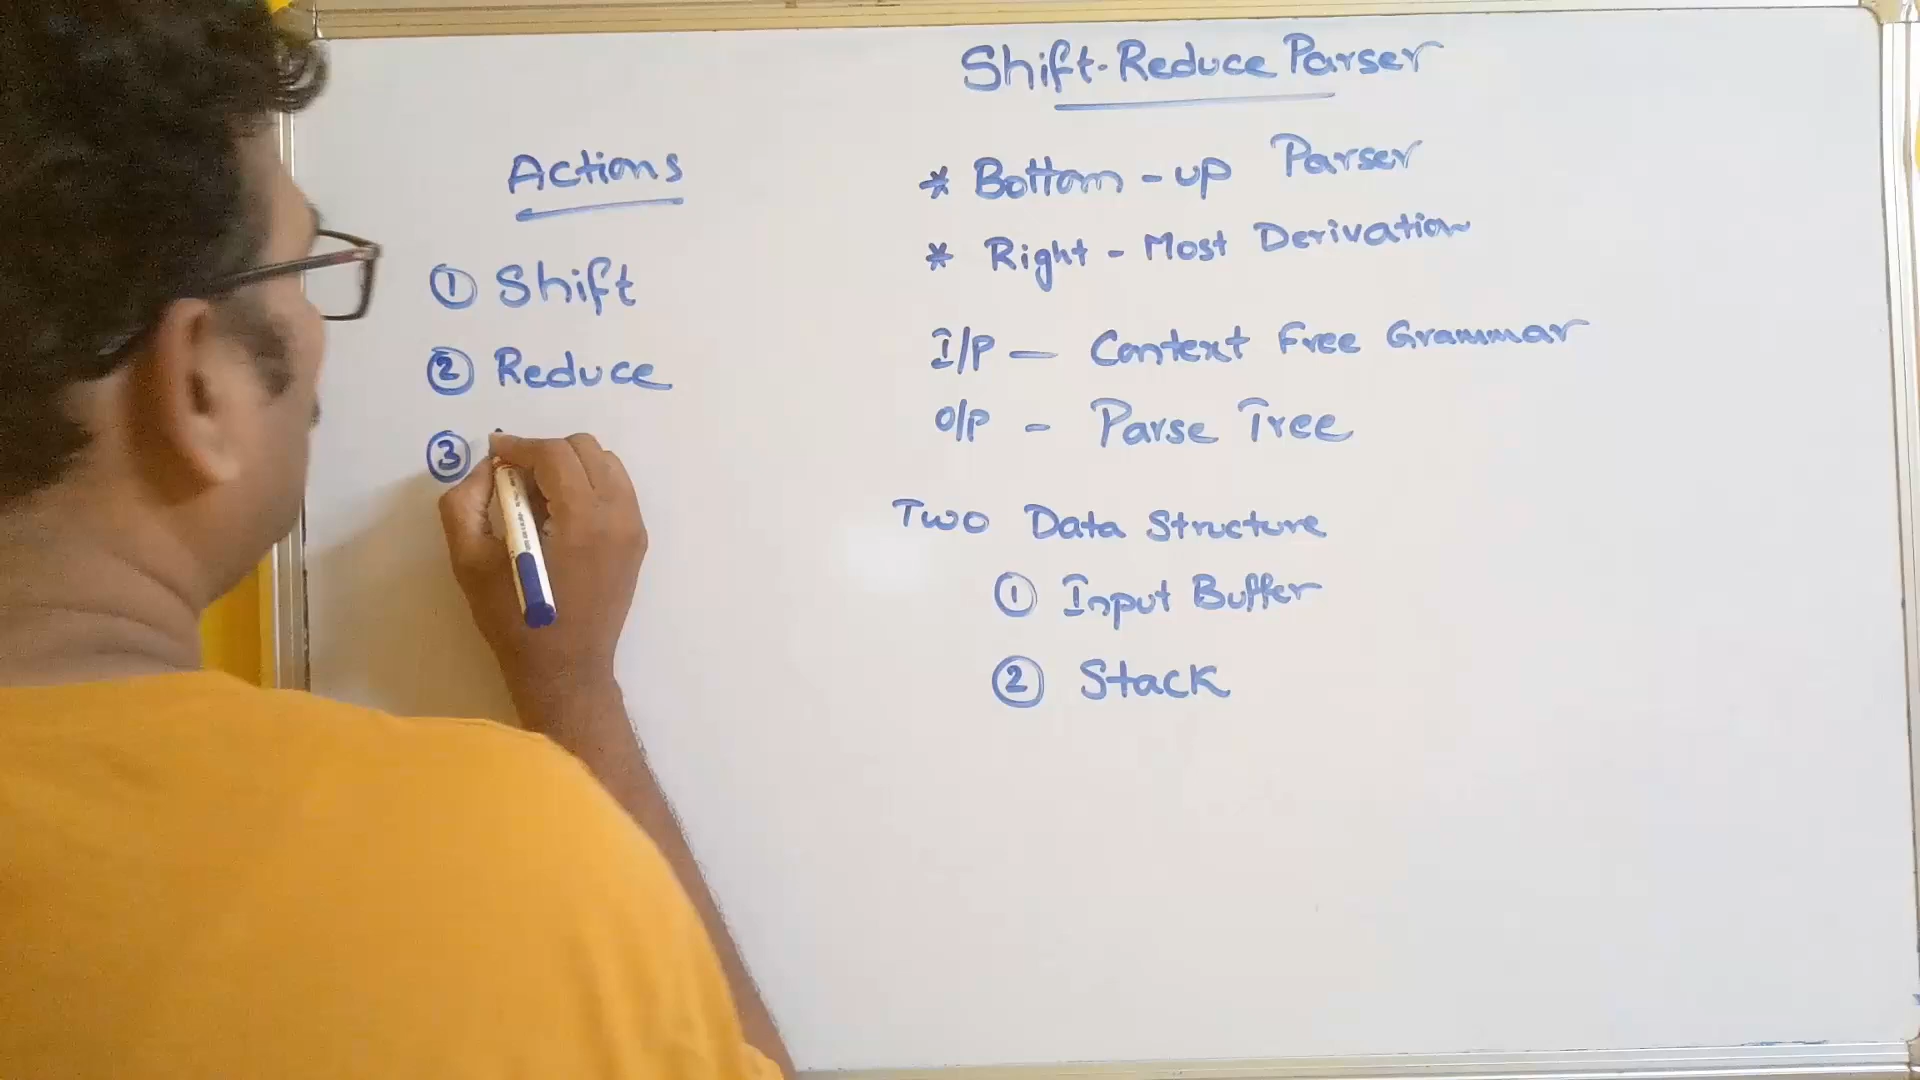 Shift-Reduce Parser
Actions
① Shift
② Reduce
③
* Bottom-up Parser
* Right-Most Derivation
I/P — Context Free Grammar
O/P - Parse Tree
Two Data Structure
① Input Buffer
② Stack